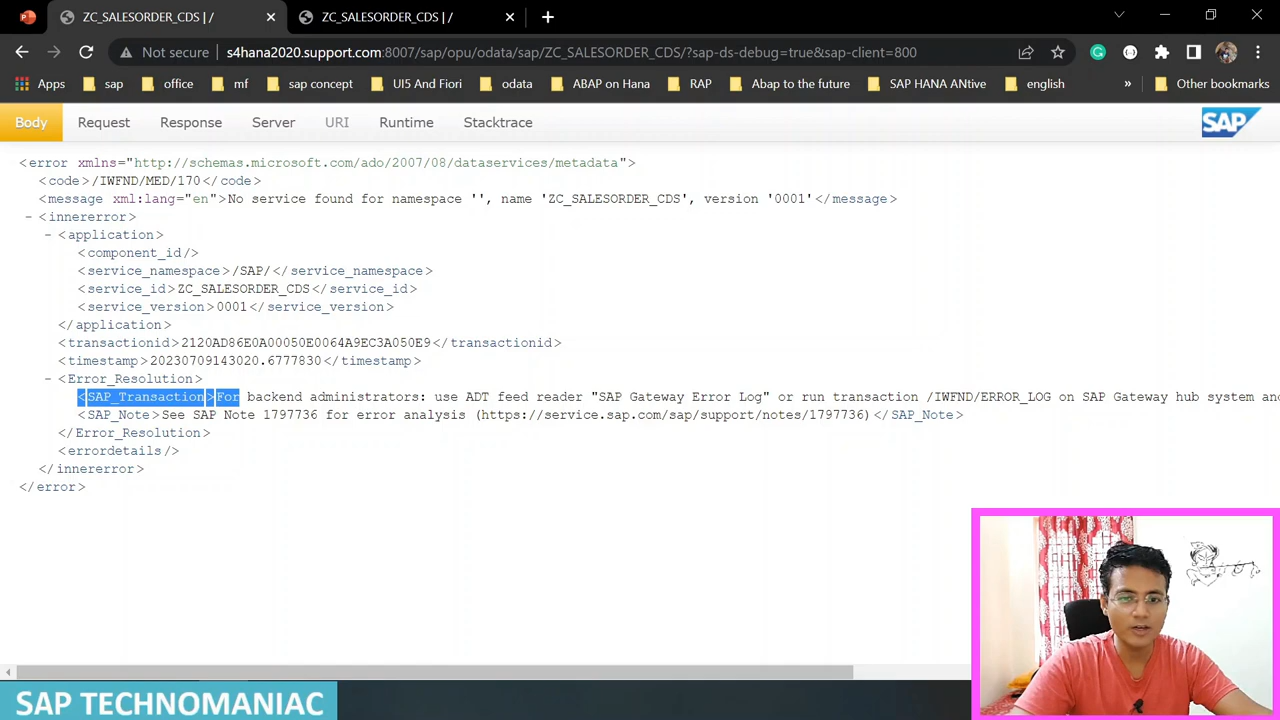 ZC_SALESORDER_CDS | /
ZC_SALESORDER_CDS | /
Not secure
s4hana2020.support.com:8007/sap/opu/odata/sap/ZC_SALESORDER_CDS/?sap-ds-debug=true&sap-client=800
Apps sap office mf sap concept UI5 And Fiori odata ABAP on Hana RAP Abap to the future SAP HANA ANtive english » Other bookmarks
Body Request Response Server URI Runtime Stacktrace SAP
<error xmlns="http://schemas.microsoft.com/ado/2007/08/dataservices/metadata">
<code>/IWFND/MED/170</code>
<message xml:lang="en">No service found for namespace '', name 'ZC_SALESORDER_CDS', version '0001'</message>
- <innererror>
- <application>
<component_id/>
<service_namespace>/SAP/</service_namespace>
<service_id>ZC_SALESORDER_CDS</service_id>
<service_version>0001</service_version>
</application>
<transactionid>2120AD86E0A00050E0064A9EC3A050E9</transactionid>
<timestamp>20230709143020.6777830</timestamp>
- <Error_Resolution>
<SAP_Transaction>For backend administrators: use ADT feed reader "SAP Gateway Error Log" or run transaction /IWFND/ERROR_LOG on SAP Gateway hub system and
<SAP_Note>See SAP Note 1797736 for error analysis (https://service.sap.com/sap/support/notes/1797736)</SAP_Note>
</Error_Resolution>
<errordetails/>
</innererror>
</error>
SAP TECHNOMANIAC